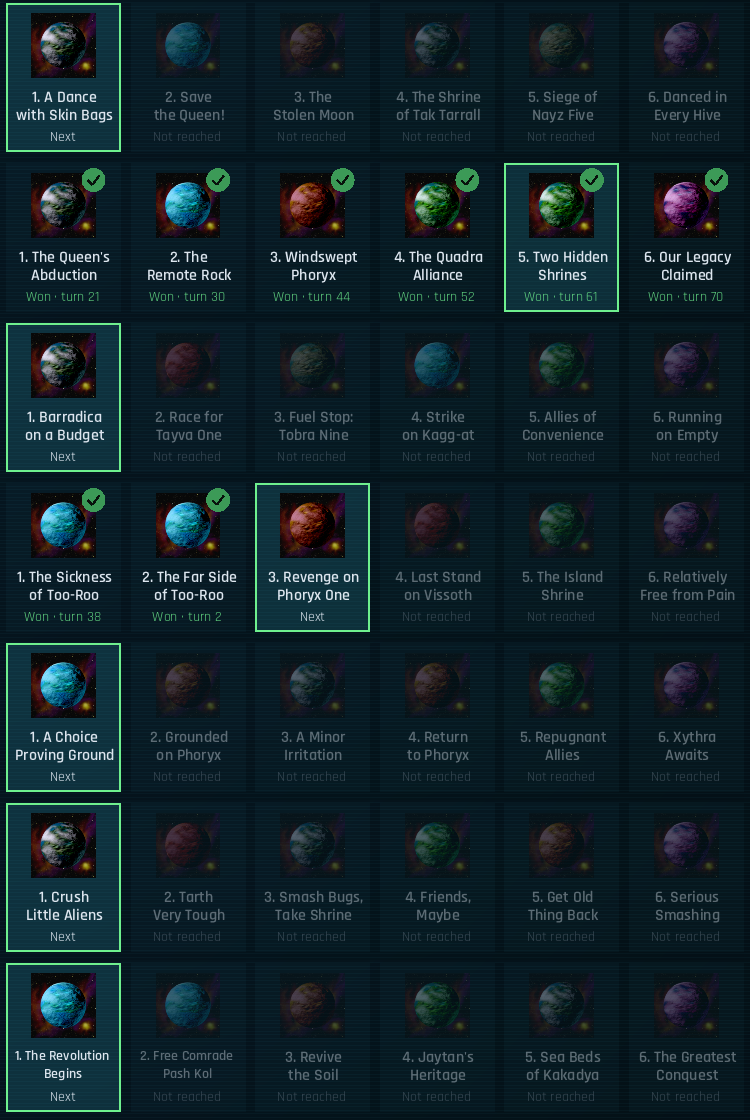 1. A Dance
with Skin Bags
Next
2. Save
the Queen!
Not reached
3. The
Stolen Moon
Not reached
4. The Shrine
of Tak Tarrall
Not reached
5. Siege of
Nayz Five
Not reached
6. Danced in
Every Hive
Not reached
1. The Queen's
Abduction
Won · turn 21
2. The
Remote Rock
Won · turn 30
3. Windswept
Phoryx
Won · turn 44
4. The Quadra
Alliance
Won · turn 52
5. Two Hidden
Shrines
Won · turn 61
6. Our Legacy
Claimed
Won · turn 70
1. Barradica
on a Budget
Next
2. Race for
Tayva One
Not reached
3. Fuel Stop:
Tobra Nine
Not reached
4. Strike
on Kagg-at
Not reached
5. Allies of
Convenience
Not reached
6. Running
on Empty
Not reached
1. The Sickness
of Too-Roo
Won · turn 38
2. The Far Side
of Too-Roo
Won · turn 2
3. Revenge on
Phoryx One
Next
4. Last Stand
on Vissoth
Not reached
5. The Island
Shrine
Not reached
6. Relatively
Free from Pain
Not reached
1. A Choice
Proving Ground
Next
2. Grounded
on Phoryx
Not reached
3. A Minor
Irritation
Not reached
4. Return
to Phoryx
Not reached
5. Repugnant
Allies
Not reached
6. Xythra
Awaits
Not reached
1. Crush
Little Aliens
Next
2. Tarth
Very Tough
Not reached
3. Smash Bugs,
Take Shrine
Not reached
4. Friends,
Maybe
Not reached
5. Get Old
Thing Back
Not reached
6. Serious
Smashing
Not reached
1. The Revolution
Begins
Next
2. Free Comrade
Pash Kol
Not reached
3. Revive
the Soil
Not reached
4. Jaytan's
Heritage
Not reached
5. Sea Beds
of Kakadya
Not reached
6. The Greatest
Conquest
Not reached